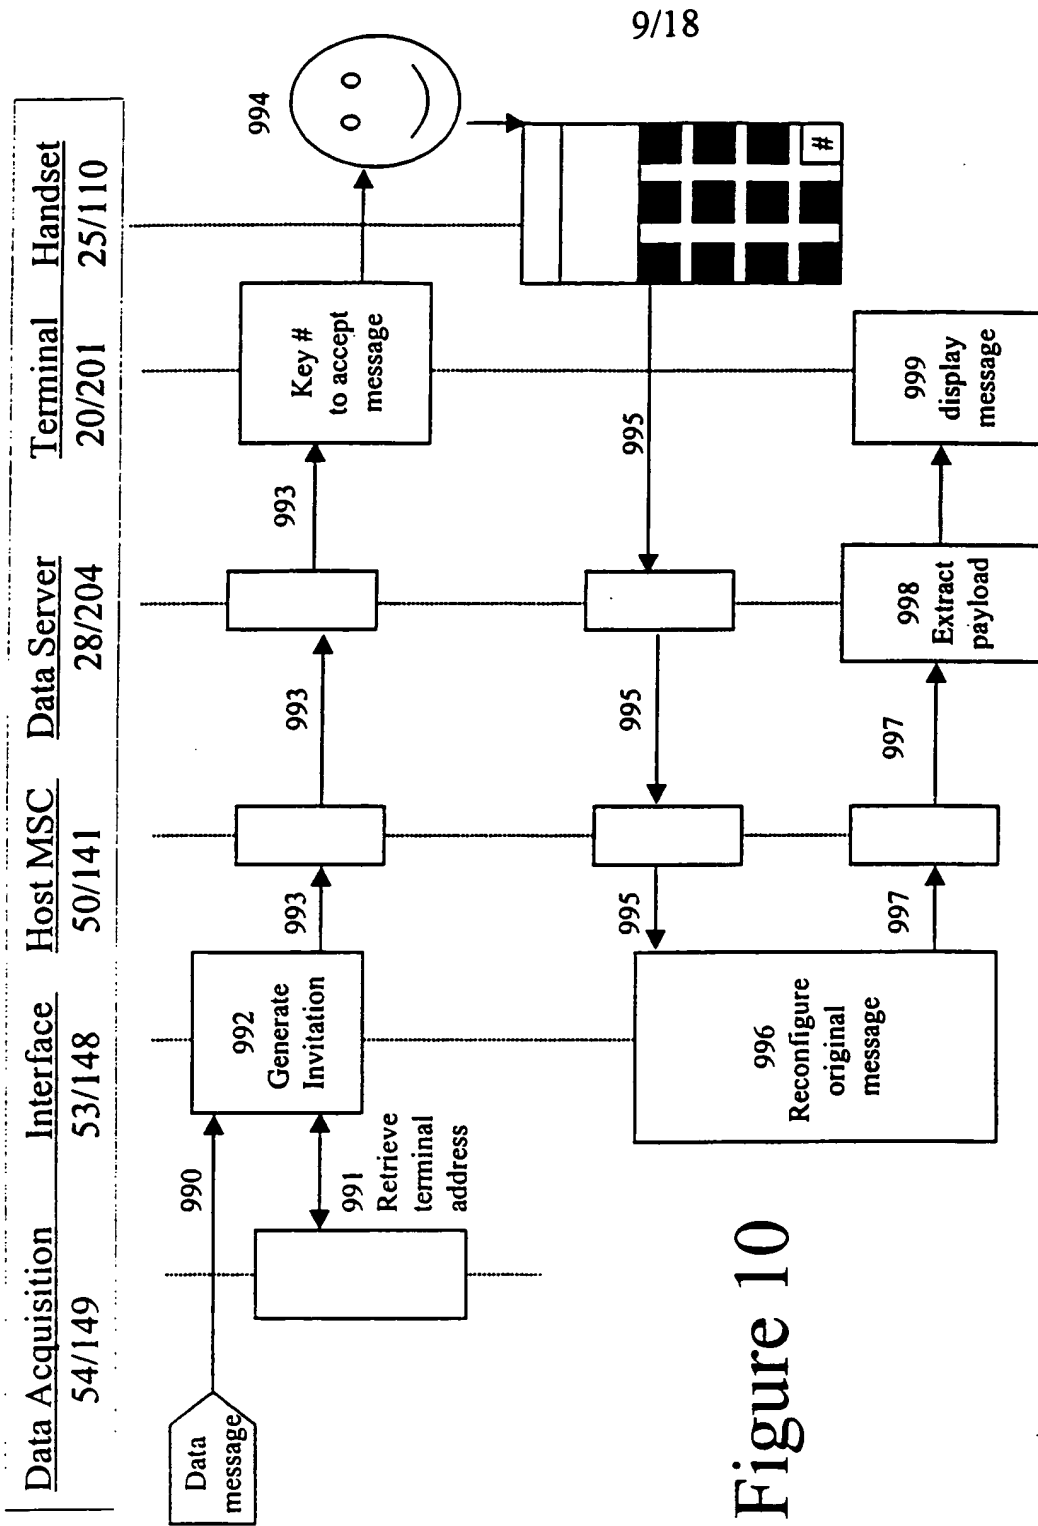 9/18
Data Acquisition Interface Host MSC Data Server Terminal Handset
54/149 53/148 50/141 28/204 20/201 25/110
Data
message
990
991
Retrieve
terminal
address
992
Generate
Invitation
993
993
993
Key #
to accept
message
994
#
995
995
995
996
Reconfigure
original
message
997
997
998
Extract
payload
999
display
message
Figure 10